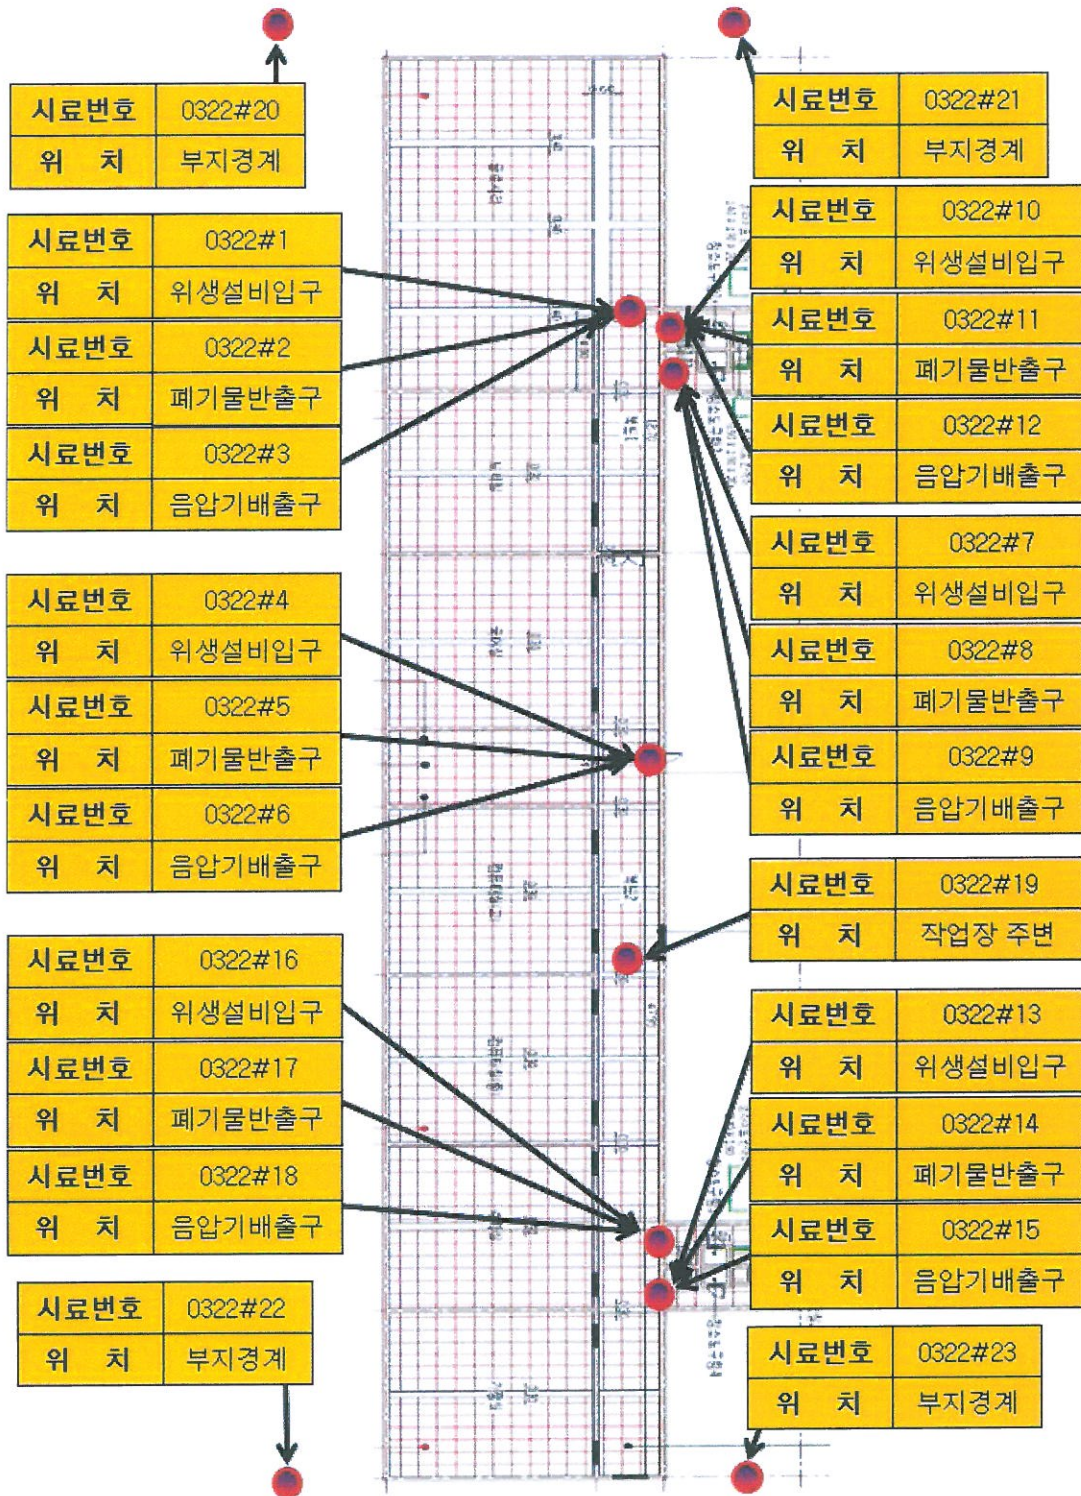 시료번호 0322#20
위 치 부지경계
시료번호 0322#1
위 치 위생설비입구
시료번호 0322#2
위 치 폐기물반출구
시료번호 0322#3
위 치 음압기배출구
시료번호 0322#4
위 치 위생설비입구
시료번호 0322#5
위 치 폐기물반출구
시료번호 0322#6
위 치 음압기배출구
시료번호 0322#16
위 치 위생설비입구
시료번호 0322#17
위 치 폐기물반출구
시료번호 0322#18
위 치 음압기배출구
시료번호 0322#22
위 치 부지경계
시료번호 0322#21
위 치 부지경계
시료번호 0322#10
위 치 위생설비입구
시료번호 0322#11
위 치 폐기물반출구
시료번호 0322#12
위 치 음압기배출구
시료번호 0322#7
위 치 위생설비입구
시료번호 0322#8
위 치 폐기물반출구
시료번호 0322#9
위 치 음압기배출구
시료번호 0322#19
위 치 작업장 주변
시료번호 0322#13
위 치 위생설비입구
시료번호 0322#14
위 치 폐기물반출구
시료번호 0322#15
위 치 음압기배출구
시료번호 0322#23
위 치 부지경계